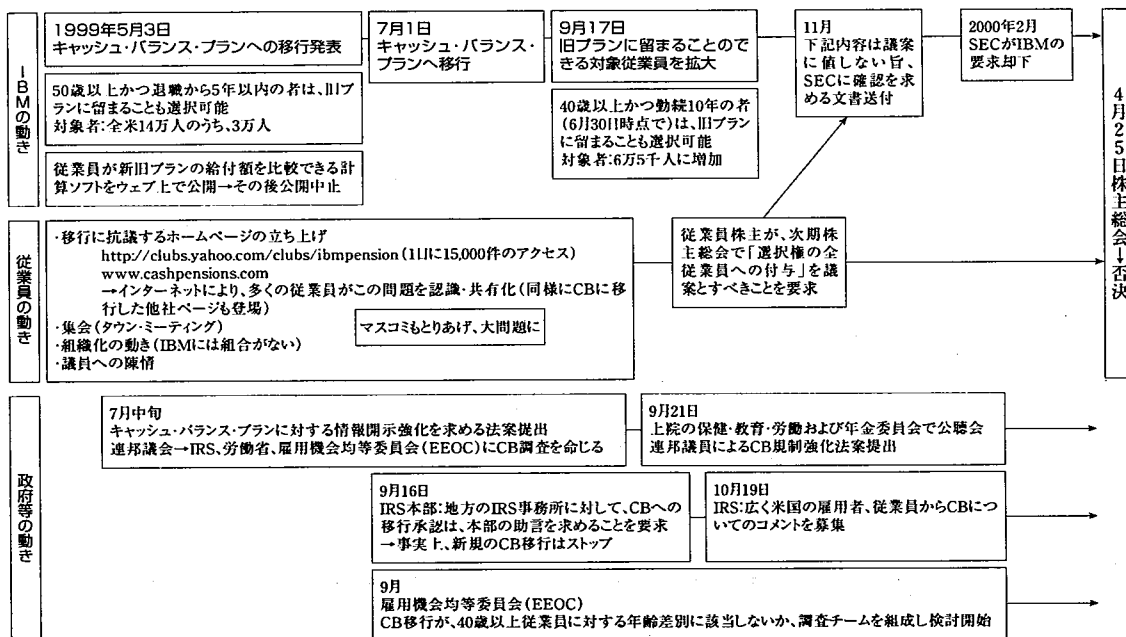 IBMの動き
1999年5月3日
キャッシュ・バランス・プランへの移行発表
50歳以上かつ退職から5年以内の者は、旧プ
ランに留まることも選択可能
対象者:全米14万人のうち、3万人
従業員が新旧プランの給付額を比較できる計
算ソフトをウェブ上で公開→その後公開中止
7月1日
キャッシュ・バランス・
プランへ移行
9月17日
旧プランに留まることので
きる対象従業員を拡大
40歳以上かつ勤続10年の者
(6月30日時点で)は、旧プラン
に留まることも選択可能
対象者:6万5千人に増加
11月
下記内容は議案
に値しない旨、
SECに確認を求
める文書送付
2000年2月
SECがIBMの
要求却下
4月25日株主総会→否決
従業員の動き
・移行に抗議するホームページの立ち上げ
http://clubs.yahoo.com/clubs/ibmpension(1日に15,000件のアクセス)
www.cashpensions.com
→インターネットにより、多くの従業員がこの問題を認識・共有化(同様にCBに移
行した他社ページも登場)
・集会(タウン・ミーティング)
・組織化の動き(IBMには組合がない)
・議員への陳情
マスコミもとりあげ、大問題に
従業員株主が、次期株
主総会で「選択権の全
従業員への付与」を議
案とすべきことを要求
政府等の動き
7月中旬
キャッシュ・バランス・プランに対する情報開示強化を求める法案提出
連邦議会→IRS、労働省、雇用機会均等委員会(EEOC)にCB調査を命じる
9月21日
上院の保健・教育・労働および年金委員会で公聴会
連邦議員によるCB規制強化法案提出
9月16日
IRS本部:地方のIRS事務所に対して、CBへの
移行承認は、本部の助言を求めることを要求
→事実上、新規のCB移行はストップ
10月19日
IRS:広く米国の雇用者、従業員からCBにつ
いてのコメントを募集
9月
雇用機会均等委員会(EEOC)
CB移行が、40歳以上従業員に対する年齢差別に該当しないか、調査チームを組成し検討開始